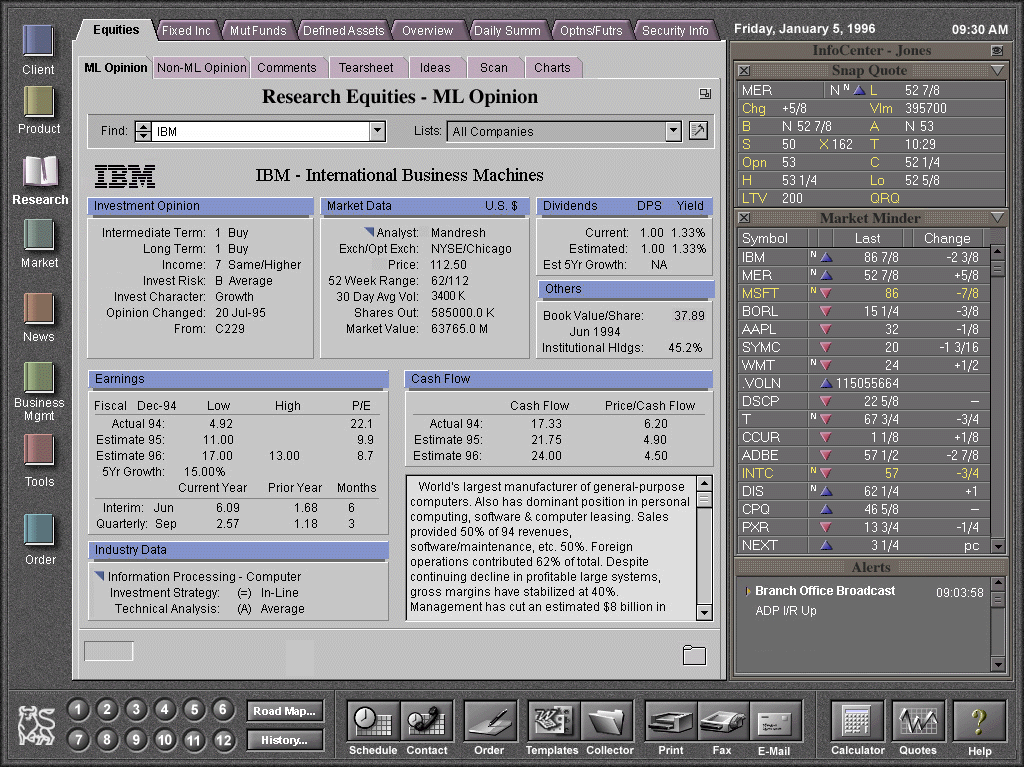 Equities Fixed Inc MutFunds DefinedAssets Overview Daily Summ Optns/Futrs Security Info
Friday, January 5, 1996 09:30 AM
ML Opinion Non-ML Opinion Comments Tearsheet Ideas Scan Charts
Research Equities - ML Opinion
Find: IBM Lists: All Companies
IBM
IBM - International Business Machines
Investment Opinion
Intermediate Term: 1 Buy
Long Term: 1 Buy
Income: 7 Same/Higher
Invest Risk: B Average
Invest Character: Growth
Opinion Changed: 20 Jul-95
From: C229
Market Data U.S. $
Analyst: Mandresh
Exch/Opt Exch: NYSE/Chicago
Price: 112.50
52 Week Range: 62/112
30 Day Avg Vol: 3400 K
Shares Out: 585000.0 K
Market Value: 63765.0 M
Dividends DPS Yield
Current: 1.00 1.33%
Estimated: 1.00 1.33%
Est 5Yr Growth: NA
Others
Book Value/Share: 37.89
Jun 1994
Institutional Hldgs: 45.2%
Earnings
Fiscal Dec-94 Low High P/E
Actual 94: 4.92 22.1
Estimate 95: 11.00 9.9
Estimate 96: 17.00 13.00 8.7
5Yr Growth: 15.00%
Current Year Prior Year Months
Interim: Jun 6.09 1.68 6
Quarterly: Sep 2.57 1.18 3
Industry Data
Information Processing - Computer
Investment Strategy: (=) In-Line
Technical Analysis: (A) Average
Cash Flow
Cash Flow Price/Cash Flow
Actual 94: 17.33 6.20
Estimate 95: 21.75 4.90
Estimate 96: 24.00 4.50
World's largest manufacturer of general-purpose
computers. Also has dominant position in personal
computing, software & computer leasing. Sales
provided 50% of 94 revenues,
software/maintenance, etc. 50%. Foreign
operations contributed 62% of total. Despite
continuing decline in profitable large systems,
gross margins have stabilized at 40%.
Management has cut an estimated $8 billion in
InfoCenter - Jones
Snap Quote
MER N N L 52 7/8
Chg +5/8 Vlm 395700
B N 52 7/8 A N 53
S 50 X 162 T 10:29
Opn 53 C 52 1/4
H 53 1/4 Lo 52 5/8
LTV 200 QRQ
Market Minder
Symbol Last Change
IBM N 86 7/8 -2 3/8
MER N 52 7/8 +5/8
MSFT N 86 -7/8
BORL 15 1/4 -3/8
AAPL 32 -1/8
SYMC 20 -1 3/16
WMT N 24 +1/2
.VOLN 115055664
DSCP 22 5/8 —
T N 67 3/4 -3/4
CCUR 1 1/8 +1/8
ADBE 57 1/2 -2 7/8
INTC N 57 -3/4
DIS N 62 1/4 +1
CPQ 46 5/8 —
PXR 13 3/4 -1/4
NEXT 3 1/4 pc
Alerts
Branch Office Broadcast 09:03:58
ADP I/R Up
Client
Product
Research
Market
News
Business
Mgmt
Tools
Order
1 2 3 4 5 6
7 8 9 10 11 12
Road Map...
History...
Schedule Contact Order Templates Collector Print Fax E-Mail Calculator Quotes Help